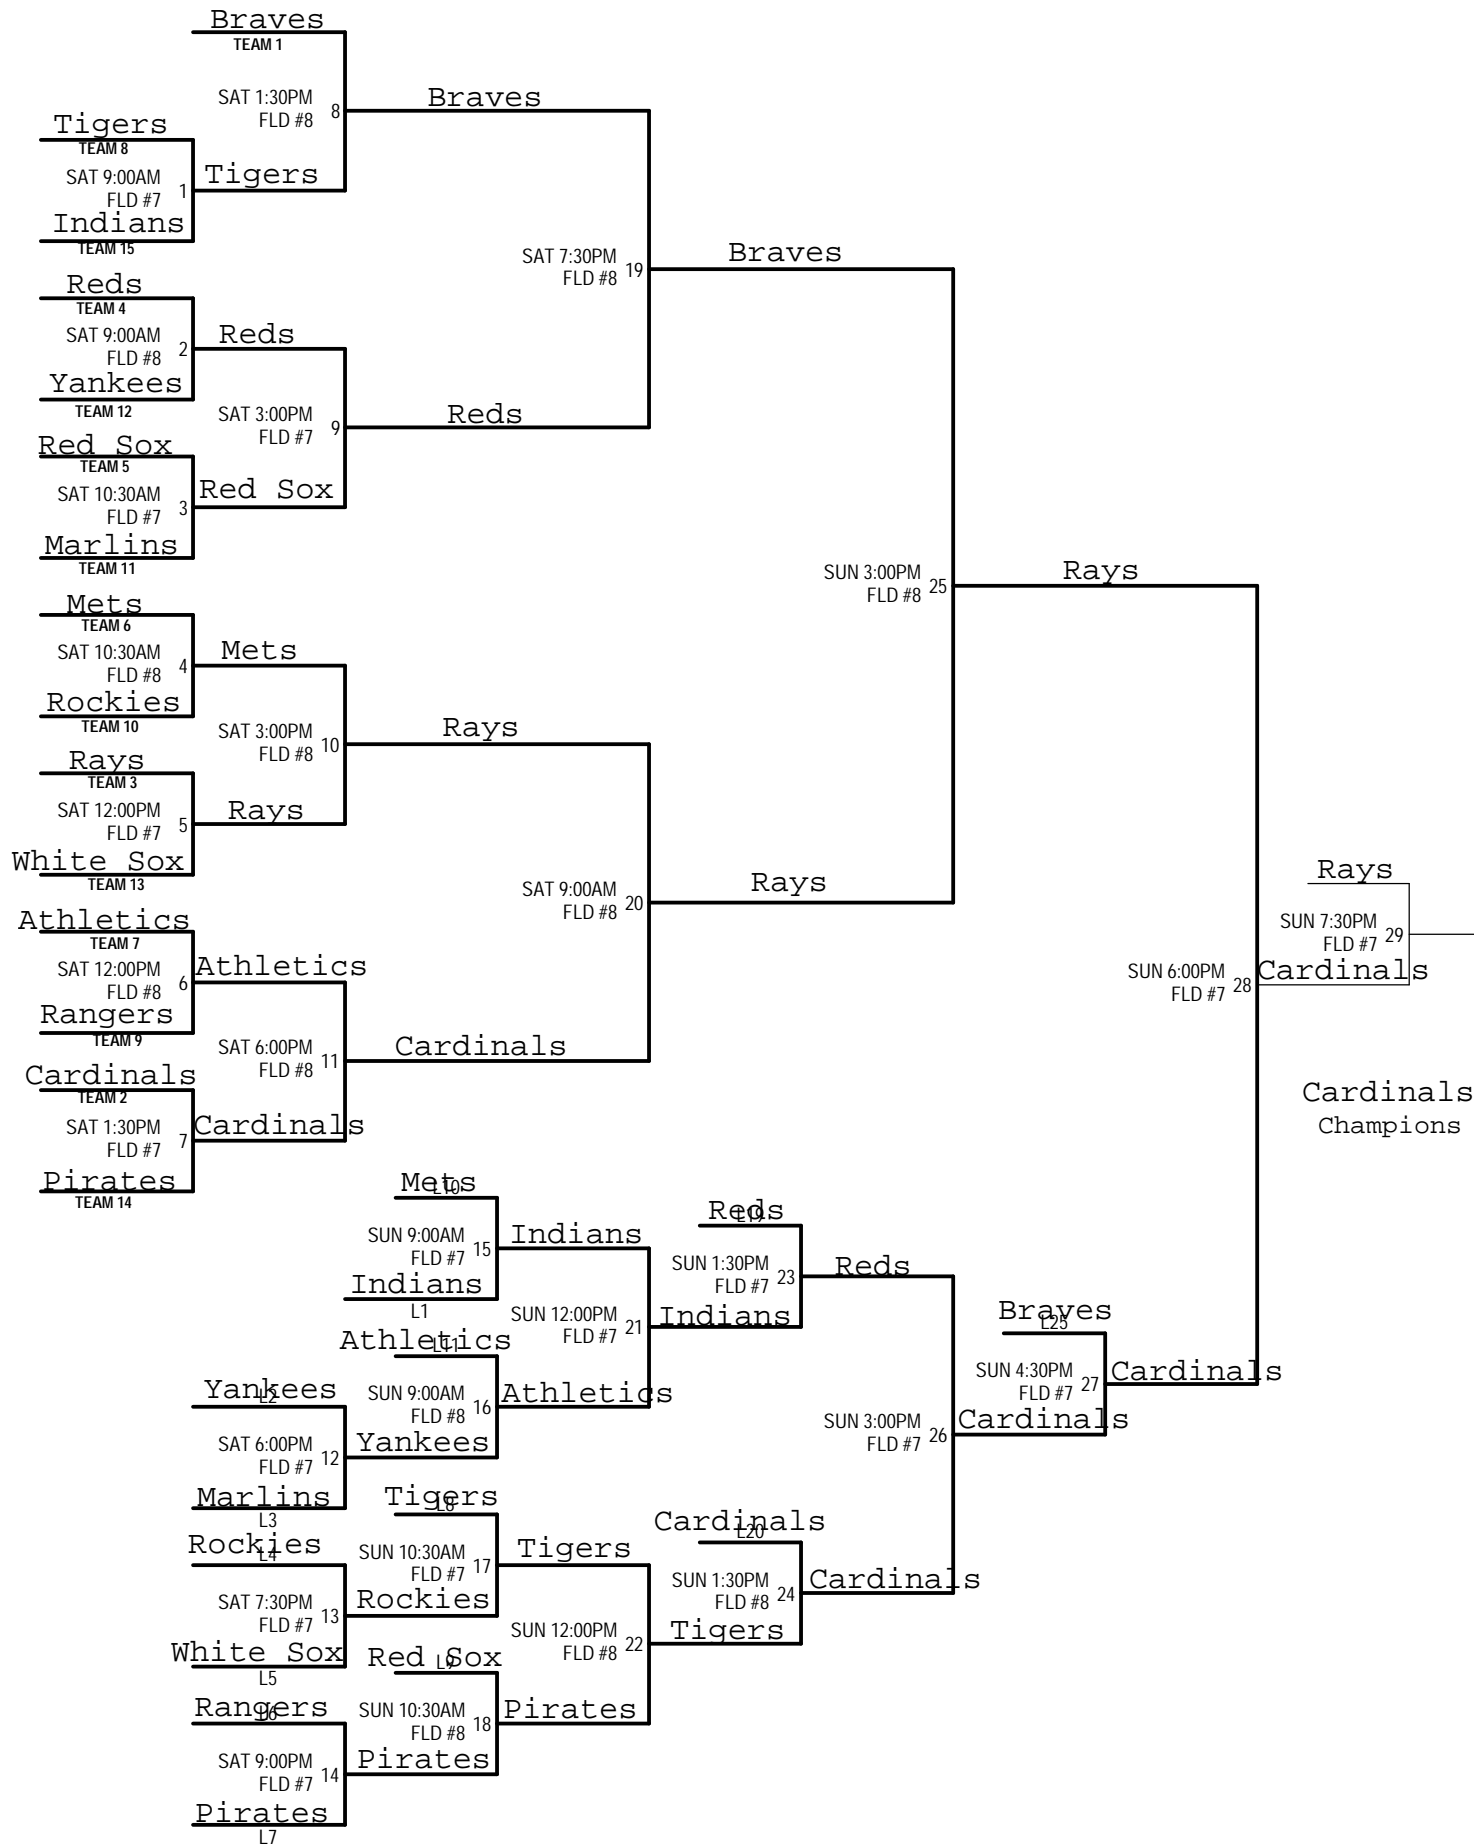 Braves
TEAM 1
SAT 1:30PM
FLD #8
8
Braves
Tigers
TEAM 8
SAT 9:00AM
FLD #7
1
Tigers
Indians
TEAM 15
SAT 7:30PM
FLD #8
19
Braves
Reds
TEAM 4
SAT 9:00AM
FLD #8
2
Reds
Yankees
TEAM 12
SAT 3:00PM
FLD #7
9
Reds
Red Sox
TEAM 5
SAT 10:30AM
FLD #7
3
Red Sox
Marlins
TEAM 11
SUN 3:00PM
FLD #8
25
Rays
Mets
TEAM 6
SAT 10:30AM
FLD #8
4
Mets
Rockies
TEAM 10
SAT 3:00PM
FLD #8
10
Rays
Rays
TEAM 3
SAT 12:00PM
FLD #7
5
Rays
White Sox
TEAM 13
SAT 9:00AM
FLD #8
20
Rays
Athletics
TEAM 7
SAT 12:00PM
FLD #8
6
Athletics
Rangers
TEAM 9
SAT 6:00PM
FLD #8
11
Cardinals
Cardinals
TEAM 2
SAT 1:30PM
FLD #7
7
Cardinals
Pirates
TEAM 14
Rays
SUN 7:30PM
FLD #7
29
SUN 6:00PM
FLD #7
28
Cardinals
Cardinals
Champions
Mets
L10
SUN 9:00AM
FLD #7
15
Indians
Indians
L1
Reds
L19
SUN 1:30PM
FLD #7
23
Reds
SUN 12:00PM
FLD #7
21
Indians
Athletics
L11
SUN 9:00AM
FLD #8
16
Athletics
Yankees
L2
SAT 6:00PM
FLD #7
12
Yankees
Marlins
L3
Braves
L25
SUN 4:30PM
FLD #7
27
Cardinals
SUN 3:00PM
FLD #7
26
Cardinals
Tigers
L8
SUN 10:30AM
FLD #7
17
Tigers
Rockies
L4
SAT 7:30PM
FLD #7
13
Rockies
White Sox
L5
Cardinals
L20
SUN 1:30PM
FLD #8
24
Cardinals
SUN 12:00PM
FLD #8
22
Tigers
Red Sox
L9
SUN 10:30AM
FLD #8
18
Pirates
Rangers
L6
SAT 9:00PM
FLD #7
14
Pirates
Pirates
L7